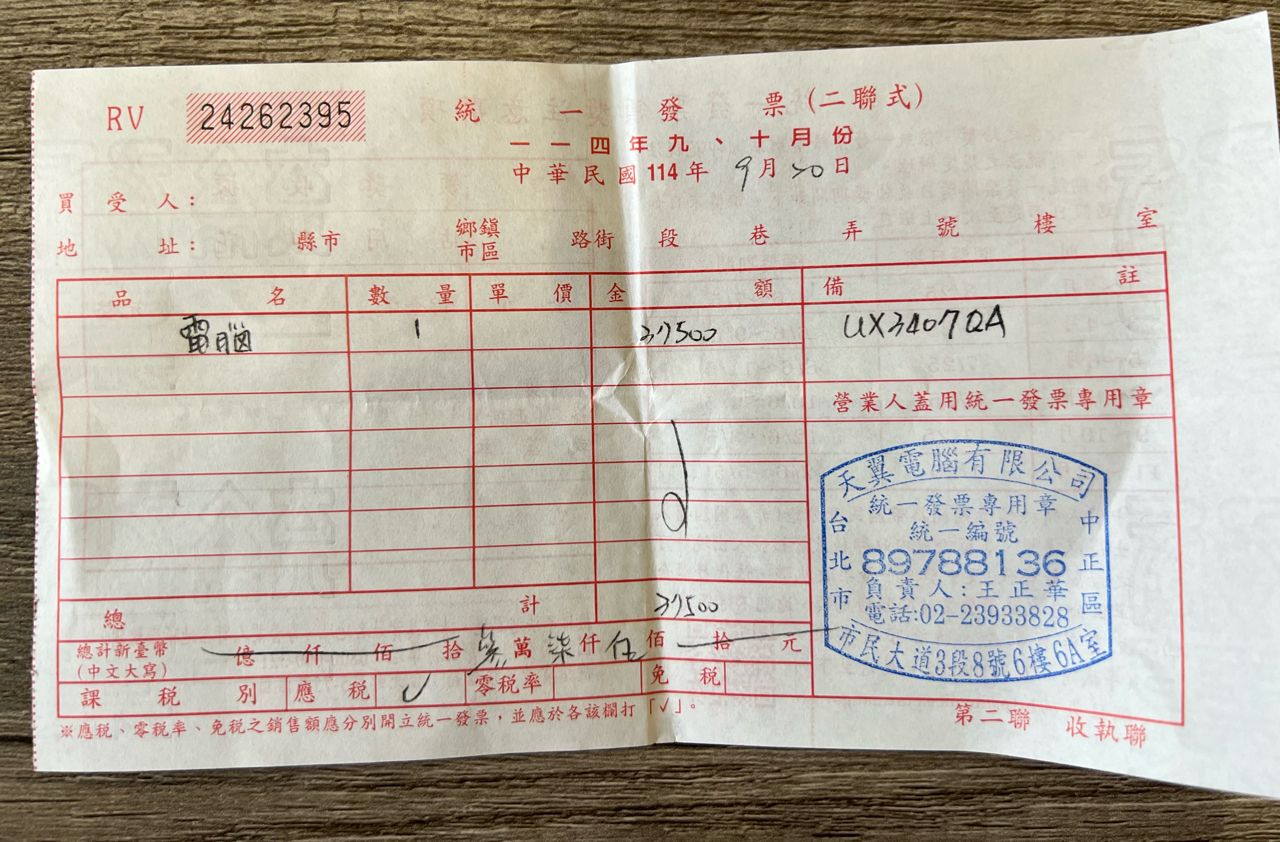 RV 24262395 統一發票(二聯式)
一一四年九、十月份
中華民國114年9月30日
買受人：
地址： 縣市 鄉鎮市區 路街 段 巷 弄 號 樓 室
品名 數量 單價 金額 備註
電腦 1 37500 UX3407QA
營業人蓋用統一發票專用章
天翼電腦有限公司
統一發票專用章
統一編號
台北市 89788136 中正區
負責人：王正華
電話：02-23933828
市民大道3段8號6樓6A室
總計 37500
總計新臺幣(中文大寫) 億 仟 佰 拾 萬 柒仟 伍佰 拾 元
課稅別 應稅 ✓ 零稅率 免稅
※應稅、零稅率、免稅之銷售額應分別開立統一發票，並應於各該欄打「✓」。
第二聯 收執聯